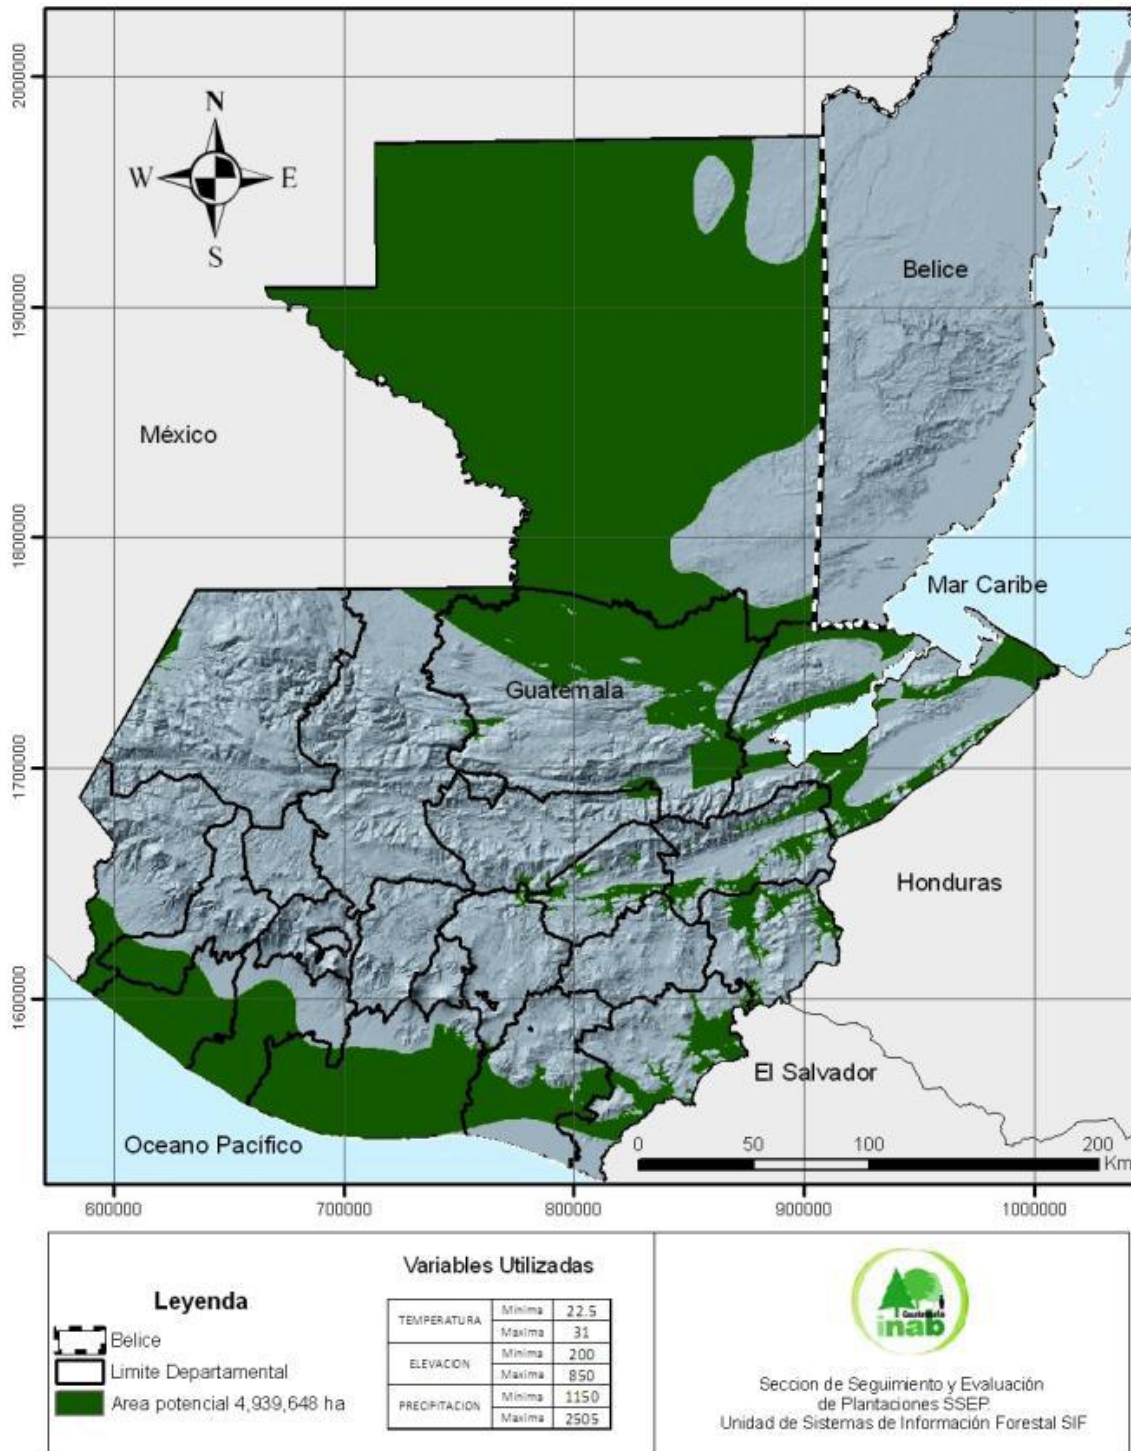 N
W E
S
2000000
1900000
1800000
1700000
1600000
Belice
México
Mar Caribe
Guatemala
Honduras
El Salvador
Oceano Pacífico
0 50 100 200
Km
600000 700000 800000 900000 1000000
Leyenda
Belice
Limite Departamental
Area potencial 4,939,648 ha
Variables Utilizadas
TEMPERATURA Minima 22.5
Maxima 31
ELEVACION Minima 200
Maxima 850
PRECIPITACION Minima 1150
Maxima 2505
Guatemala
inab
Seccion de Seguimiento y Evaluación
de Plantaciones SSEP.
Unidad de Sistemas de Información Forestal SIF